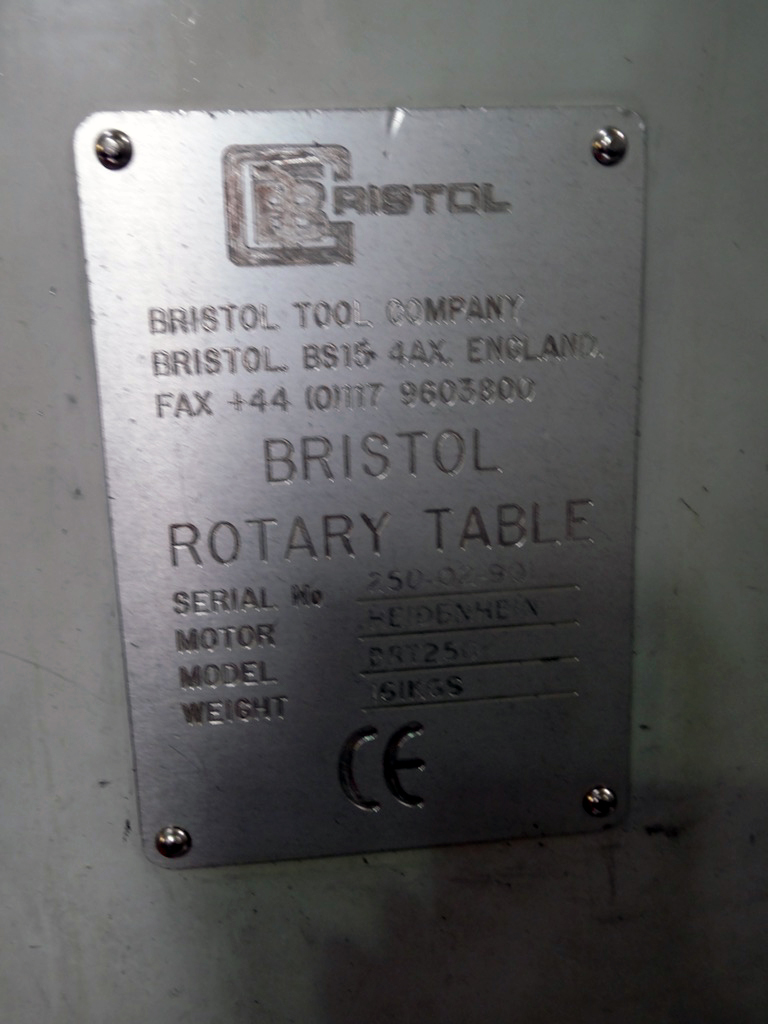 BRISTOL
BRISTOL TOOL COMPANY
BRISTOL. BS15 4AX. ENGLAND.
FAX +44 (0)117 9603800
BRISTOL
ROTARY TABLE
SERIAL No
MOTOR HEIDENHEIN
MODEL
WEIGHT 161KGS
CE